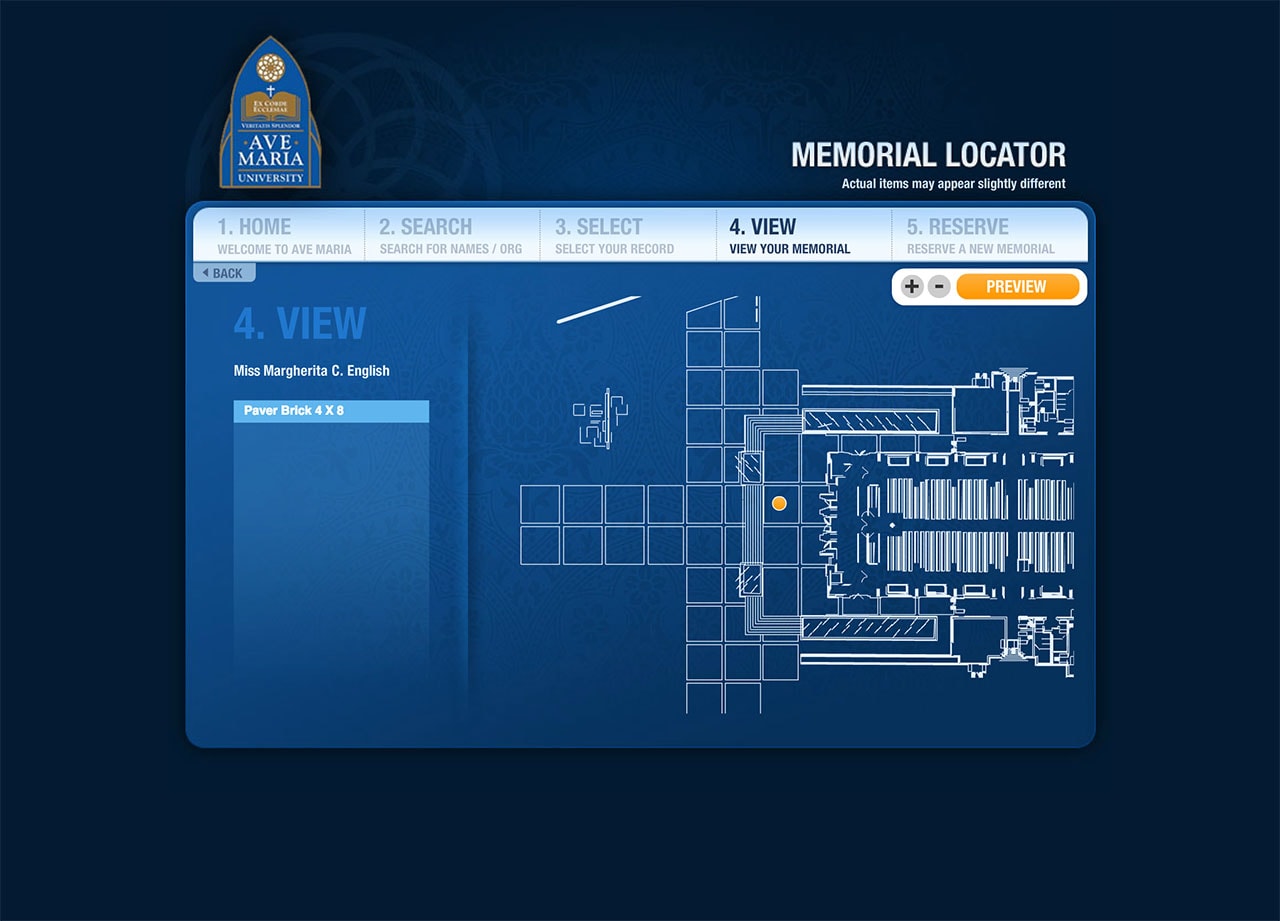 EX CORDE
ECCLESIAE
VERITATIS SPLENDOR
AVE
MARIA
UNIVERSITY
MEMORIAL LOCATOR
Actual items may appear slightly different
1. HOME
WELCOME TO AVE MARIA
2. SEARCH
SEARCH FOR NAMES / ORG
3. SELECT
SELECT YOUR RECORD
4. VIEW
VIEW YOUR MEMORIAL
5. RESERVE
RESERVE A NEW MEMORIAL
BACK
+ - PREVIEW
4. VIEW
Miss Margherita C. English
Paver Brick 4 X 8